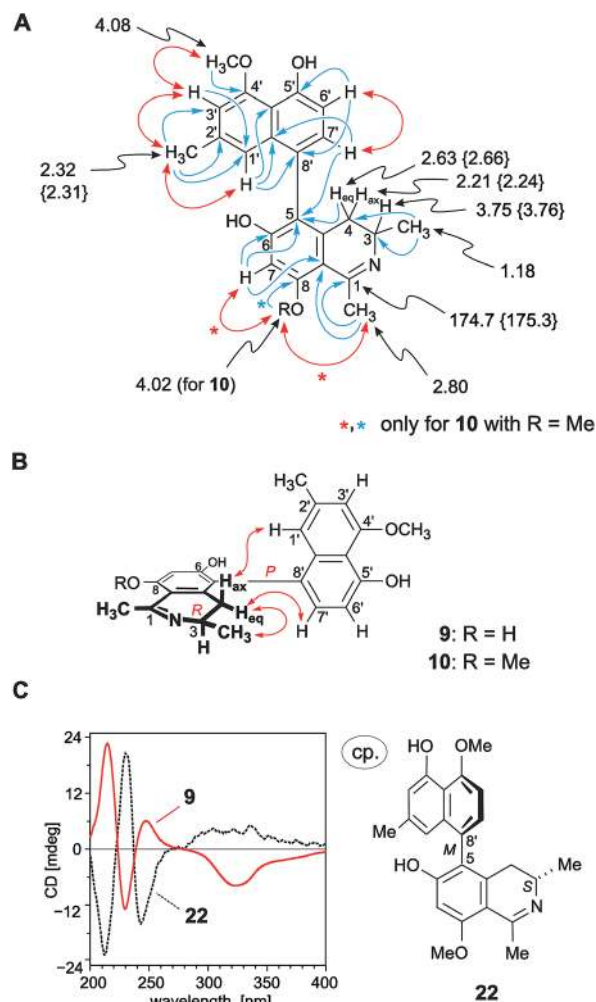 A
4.08
H₃CO
OH
4'
5'
H
6'
H
3'
2'
7'
2.63 {2.66}
H₃C
1'
8'
2.21 {2.24}
2.32
{2.31}
H
H
Heq Hax
H
3.75 {3.76}
5
4
HO
6
3
CH₃
7
8
1
N
1.18
H
RO
CH₃
174.7 {175.3}
*
*
4.02 (for 10)
*
2.80
*,* only for 10 with R = Me
B
H₃C
H
2'
3'
H
1'
4'
OCH₃
OH
6
P
8'
5'
OH
RO
8
Hax
7'
6'
R
Heq
H
H₃C
1
N
3
CH₃
H
9: R = H
10: R = Me
C
24
12
0
−12
−24
CD [mdeg]
9
22
200 250 300 350 400
wavelength [nm]
cp.
HO
OMe
Me
8'
M
5
HO
S
Me
N
MeO
Me
22